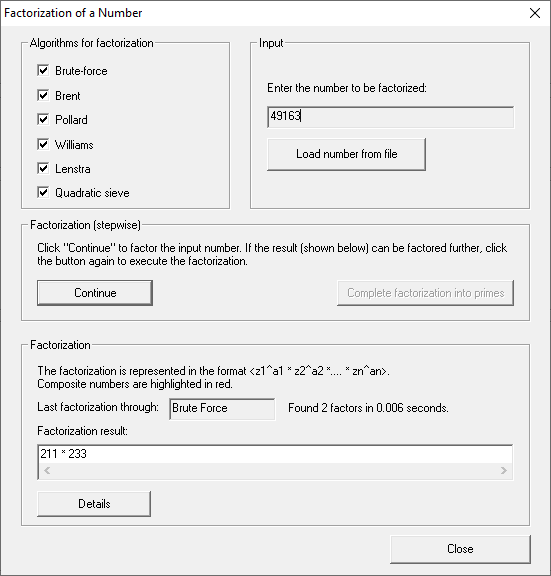 Factorization of a Number
Algorithms for factorization
Brute-force
Brent
Pollard
Williams
Lenstra
Quadratic sieve
Input
Enter the number to be factorized:
49163
Load number from file
Factorization (stepwise)
Click "Continue" to factor the input number. If the result (shown below) can be factored further, click
the button again to execute the factorization.
Continue
Complete factorization into primes
Factorization
The factorization is represented in the format <z1^a1 * z2^a2 *.... * zn^an>.
Composite numbers are highlighted in red.
Last factorization through: Brute Force Found 2 factors in 0.006 seconds.
Factorization result:
211 * 233
Details
Close